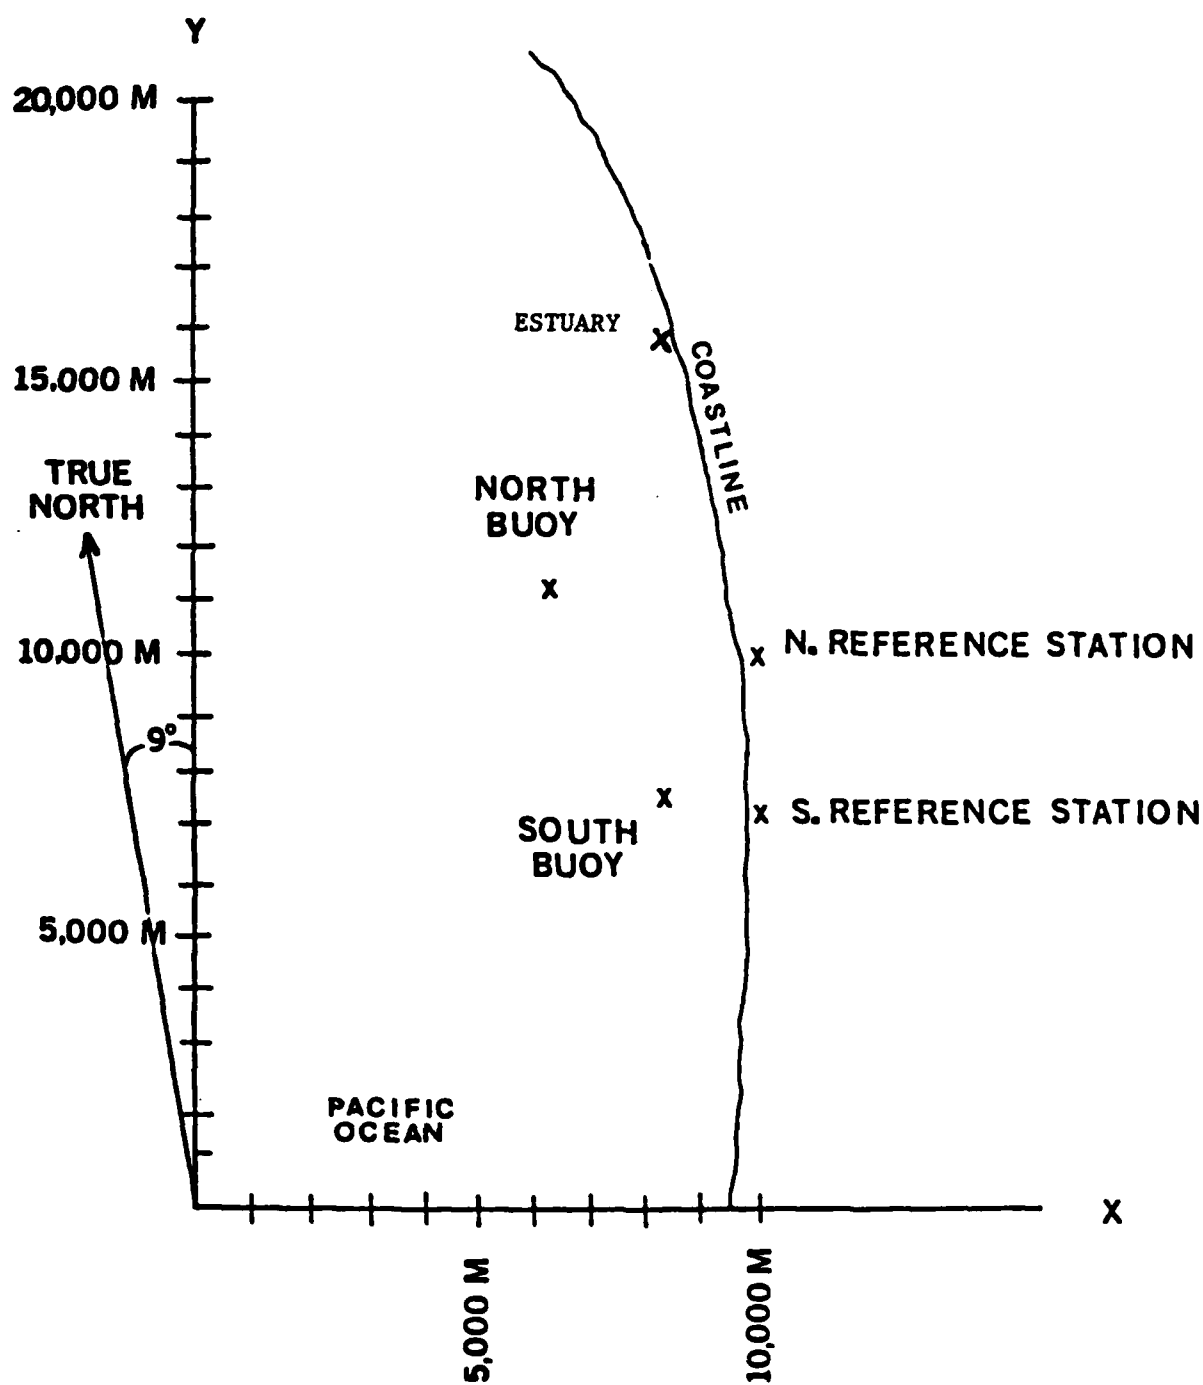 Y
20,000 M
ESTUARY
15.000 M
COASTLINE
TRUE
NORTH
NORTH
BUOY
10,000 M
N. REFERENCE STATION
9°
S. REFERENCE STATION
SOUTH
BUOY
5,000 M
PACIFIC
OCEAN
X
5,000 M
10,000 M